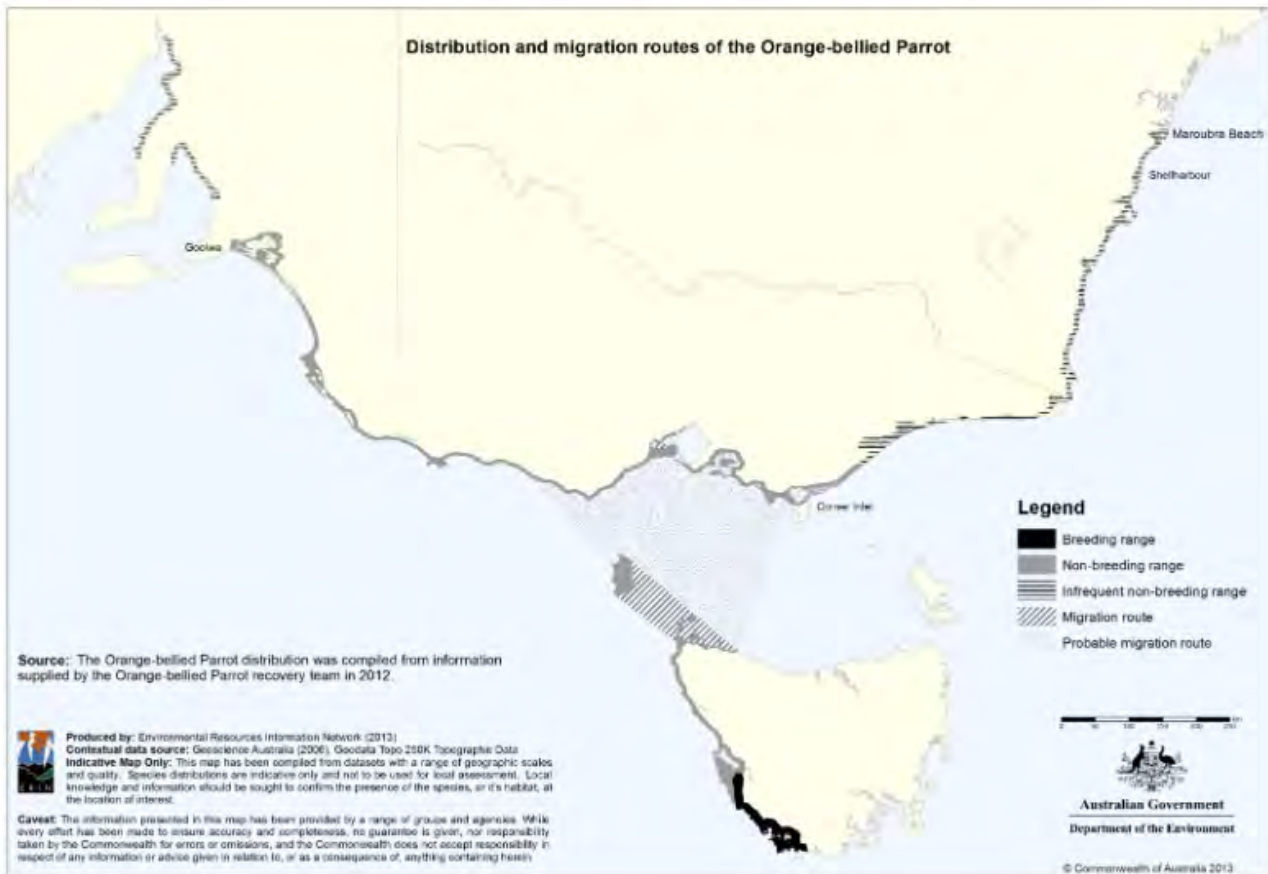 Distribution and migration routes of the Orange-bellied Parrot
Maroubra Beach
Shellharbour
Goolwa
Corner Inlet
Legend
Breeding range
Non-breeding range
Infrequent non-breeding range
Migration route
Probable migration route
Source: The Orange-bellied Parrot distribution was compiled from information
supplied by the Orange-bellied Parrot recovery team in 2012.
Produced by: Environmental Resources Information Network (2013)
Contextual data source: Geoscience Australia (2006), Geodata Topo 250K Topographic Data
Indicative Map Only: This map has been compiled from datasets with a range of geographic scales
and quality. Species distributions are indicative only and not to be used for local assessment. Local
knowledge and information should be sought to confirm the presence of the species, or it's habitat, at
the location of interest.
Caveat: The information presented in this map has been provided by a range of groups and agencies. While
every effort has been made to ensure accuracy and completeness, no guarantee is given, nor responsibility
taken by the Commonwealth for errors or omissions, and the Commonwealth does not accept responsibility in
respect of any information or advice given in relation to, or as a consequence of, anything containing herein
ERIN
0 50 100 150 200 250 km
Australian Government
Department of the Environment
© Commonwealth of Australia 2013